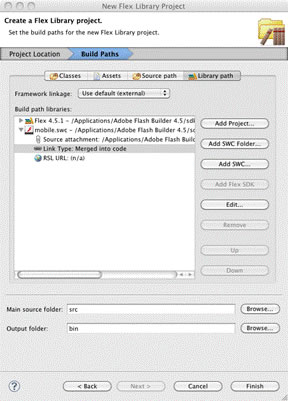 New Flex Library Project
Create a Flex Library project.
Set the build paths for the new Flex Library project.
Project Location
Build Paths
Classes
Assets
Source path
Library path
Framework linkage: Use default (external)
Build path libraries:
Flex 4.5.1 - /Applications/Adobe Flash Builder 4.5/sdk
mobile.swc - /Applications/Adobe Flash Builder 4.5/s
Source attachment: /Applications/Adobe Flash Build
Link Type: Merged into code
RSL URL: (n/a)
Add Project...
Add SWC Folder...
Add SWC...
Add Flex SDK
Edit...
Remove
Up
Down
Main source folder: src
Browse...
Output folder: bin
Browse...
?
< Back
Next >
Cancel
Finish